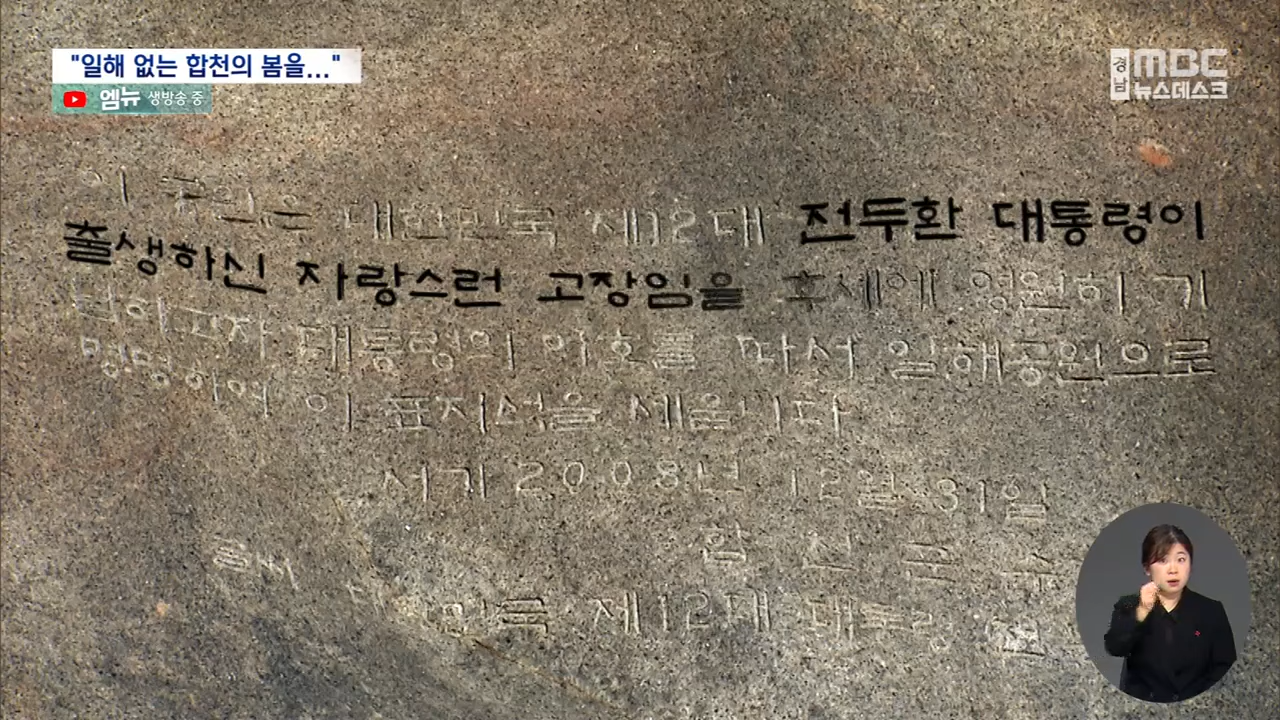 "일해 없는 합천의 봄을..."
엠뉴 생방송 중
경남
MBC
뉴스데스크
이 공원은 대한민국 제12대 전두환 대통령이
출생하신 자랑스런 고장임을 후세에 영원히 기
념하고자 대통령의 아호를 따서 일해공원으로
명명하여 이 표지석을 세웁니다
서기 2008년 12월 31일
합천군수
글씨
대한민국 제12대 대통령 전